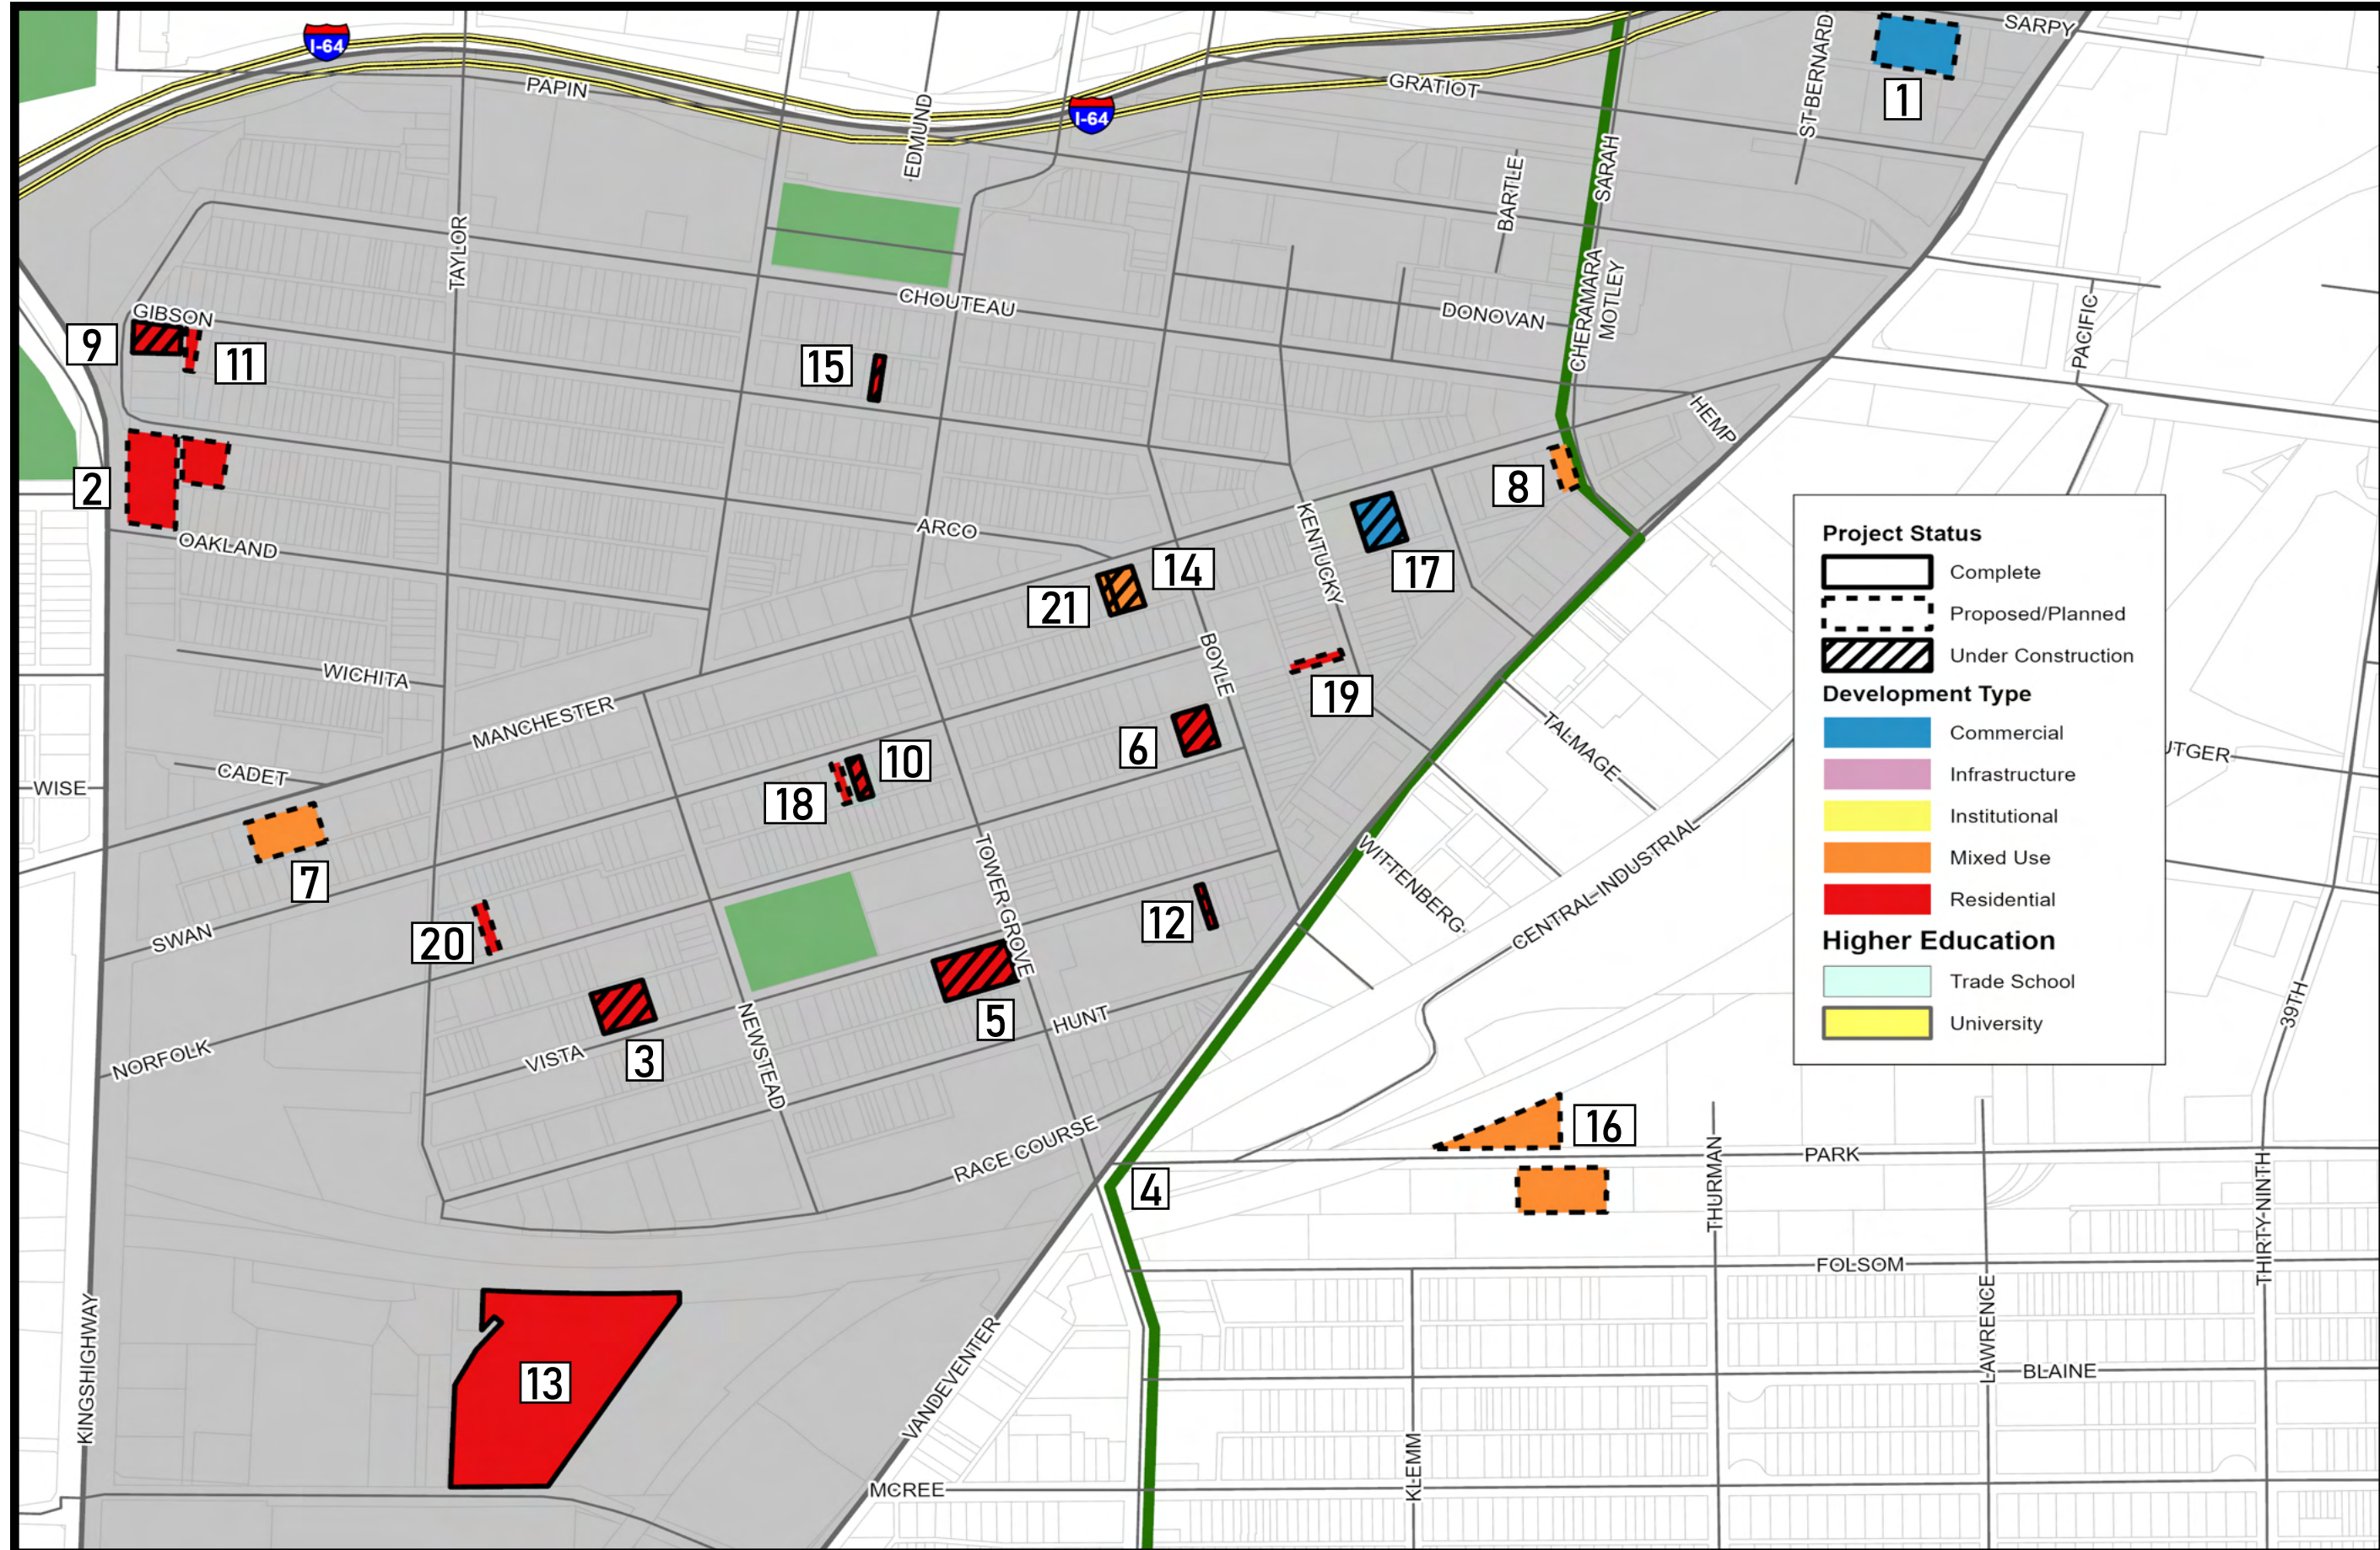 I-64
SARPY
ST BERNARD
1
PAPIN
GRATIOT
I-64
EDMUND
SARAH
BARTLE
TAYLOR
CHERAMARA
MOTLEY
PACIFIC
CHOUTEAU
DONOVAN
GIBSON
9
11
15
HEMP
2
8
KENTUCKY
ARCO
OAKLAND
17
14
21
Project Status
Complete
Proposed/Planned
Under Construction
Development Type
Commercial
Infrastructure
Institutional
Mixed Use
Residential
Higher Education
Trade School
University
BOYLE
WICHITA
19
MANCHESTER
6
TALMAGE
10
18
CADET
WISE
UTGER
7
TOWER GROVE
WITTENBERG
CENTRAL INDUSTRIAL
12
SWAN
20
5
39TH
NEWSTEAD
HUNT
VISTA
3
NORFOLK
RACE COURSE
16
PARK
THURMAN
4
THIRTY-NINTH
FOLSOM
LAWRENCE
KINGSHIGHWAY
13
VANDEVENTER
BLAINE
KLEMM
MCREE